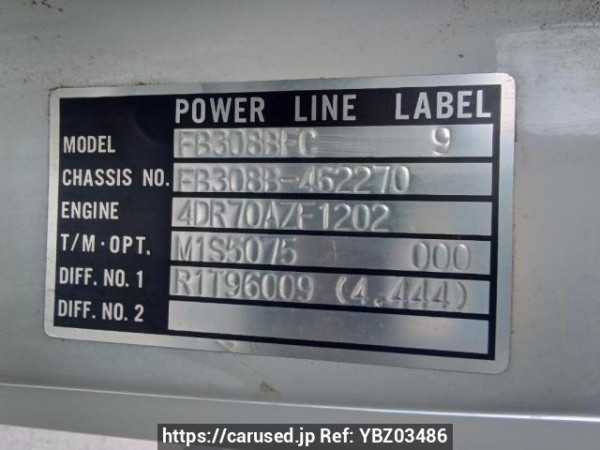 POWER LINE LABEL
MODEL FB308BFC 9
CHASSIS NO. FB308B-462270
ENGINE 4DR70AZF1202
T/M·OPT. M1S5075 000
DIFF. NO. 1 R1T96009 (4.444)
DIFF. NO. 2
https://carused.jp Ref: YBZ03486